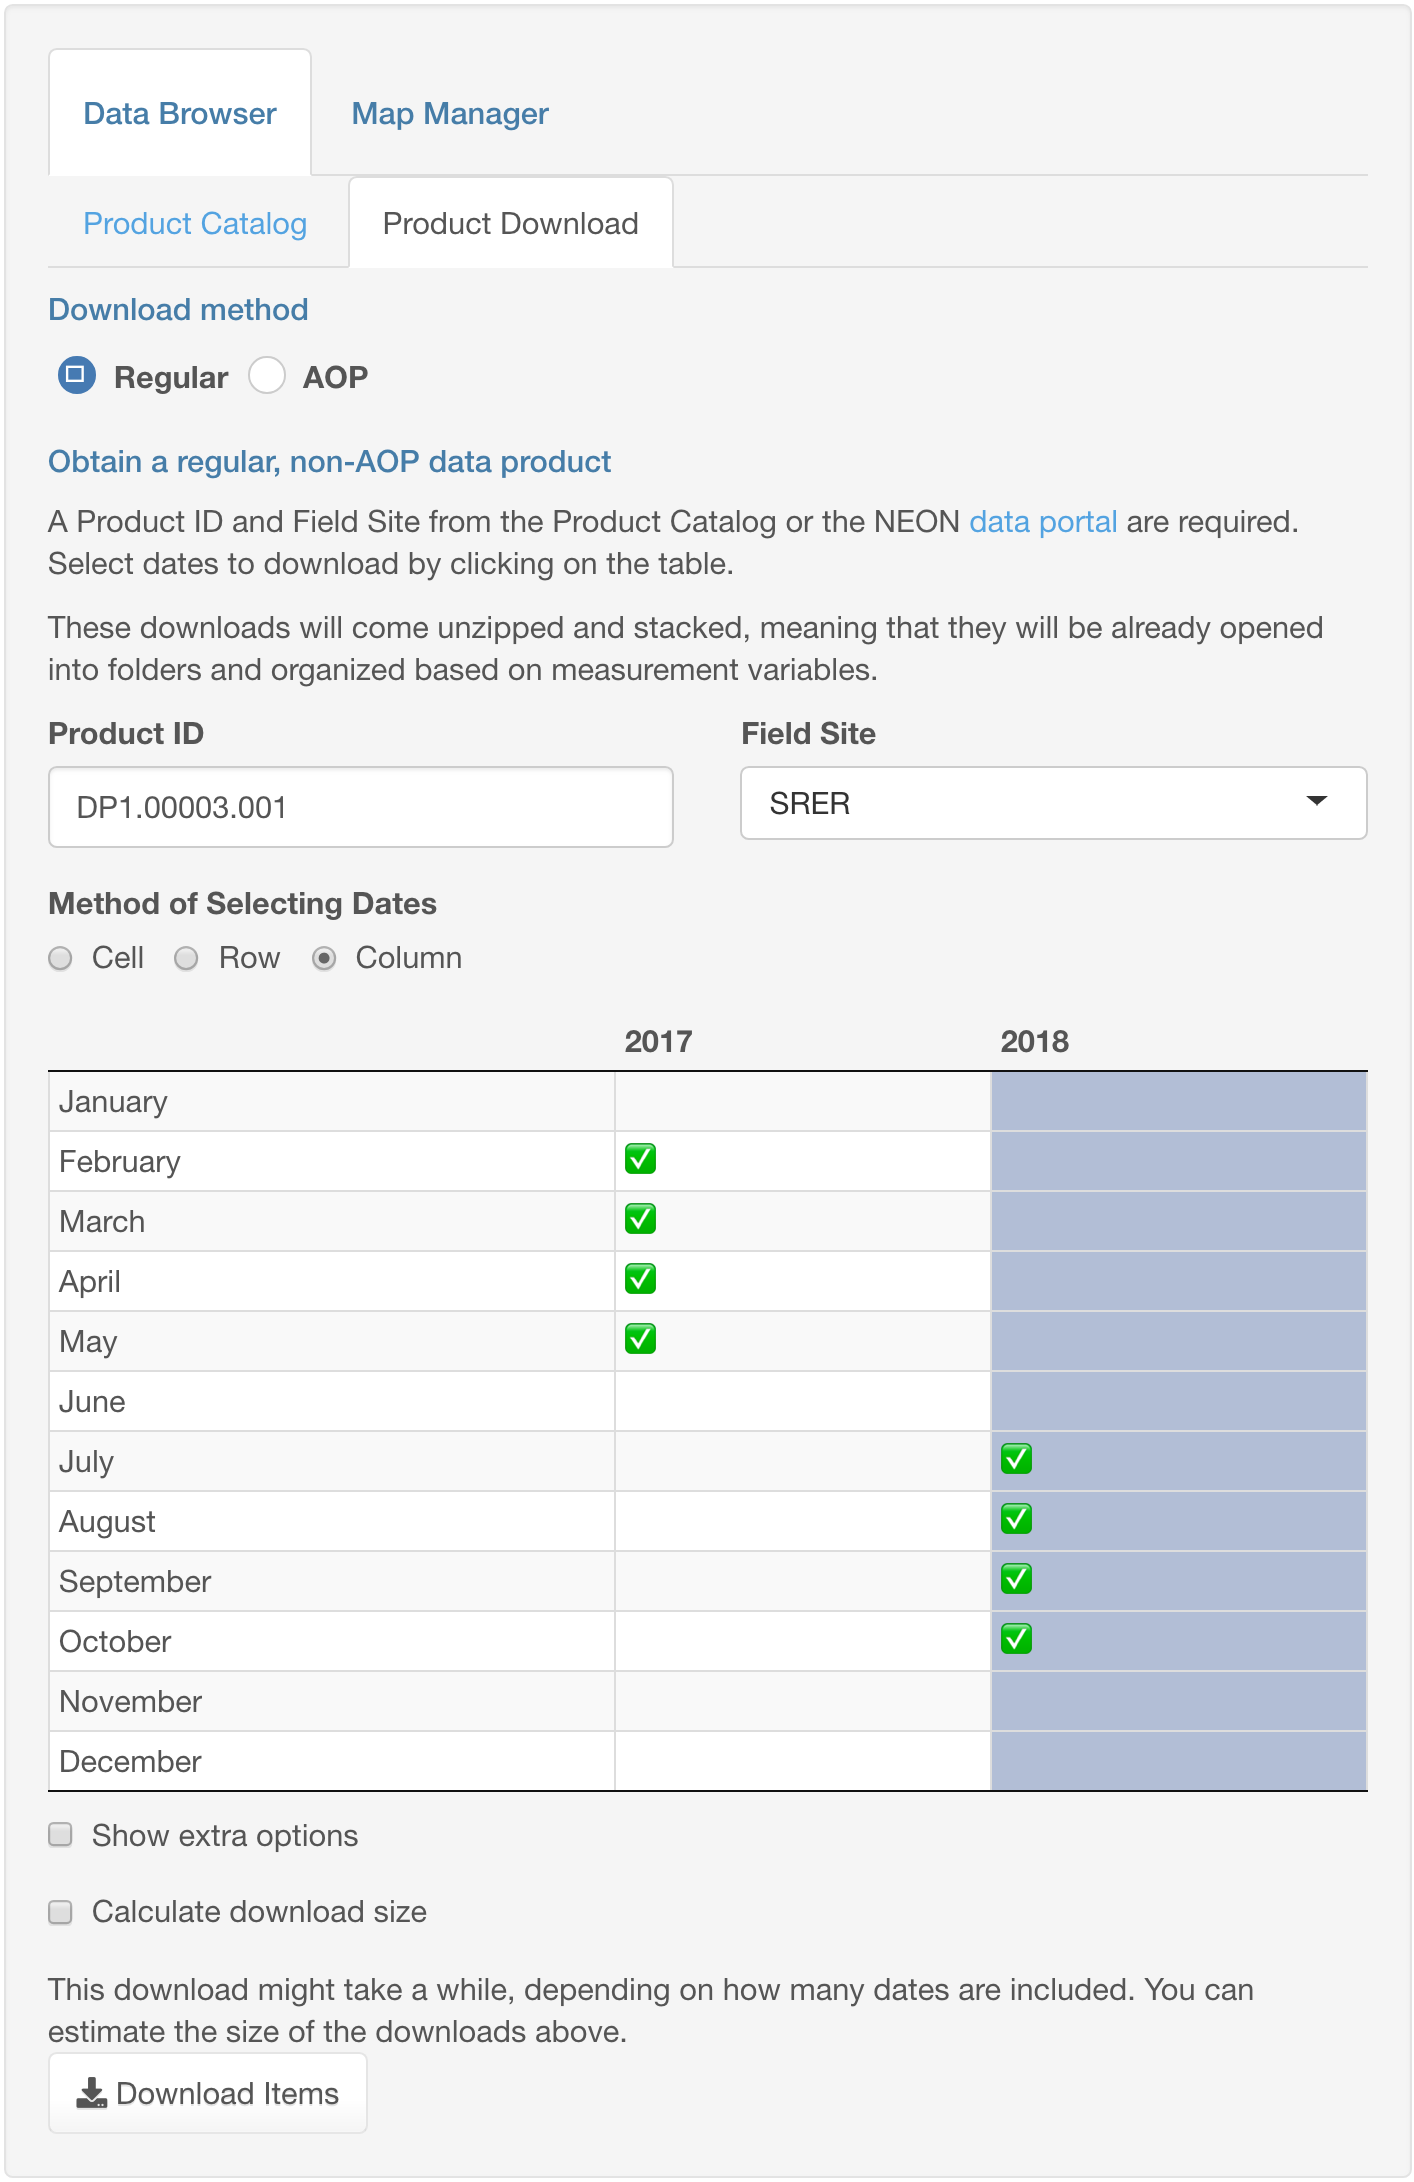 Data Browser Map Manager
Product Catalog Product Download
Download method
Regular AOP
Obtain a regular, non-AOP data product
A Product ID and Field Site from the Product Catalog or the NEON data portal are required.
Select dates to download by clicking on the table.
These downloads will come unzipped and stacked, meaning that they will be already opened
into folders and organized based on measurement variables.
Product ID Field Site
DP1.00003.001 SRER
Method of Selecting Dates
Cell Row Column
2017 2018
January
February ✅
March ✅
April ✅
May ✅
June
July ✅
August ✅
September ✅
October ✅
November
December
Show extra options
Calculate download size
This download might take a while, depending on how many dates are included. You can
estimate the size of the downloads above.
Download Items